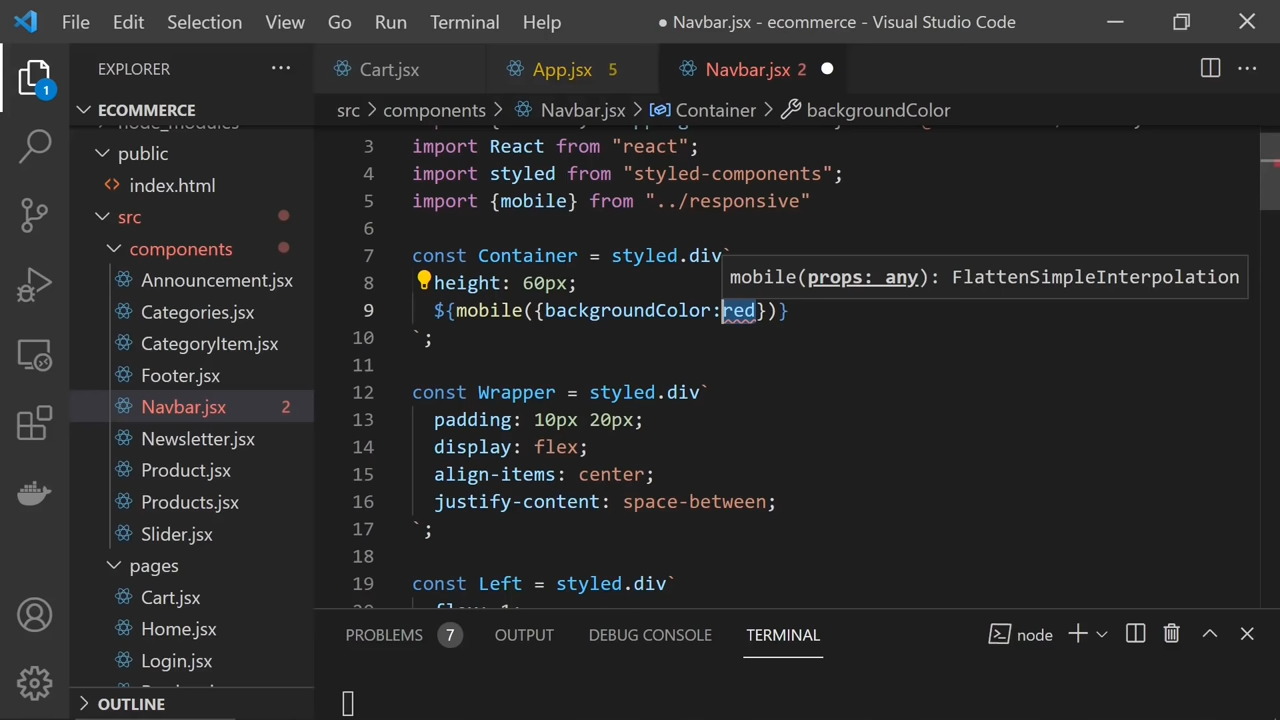 File Edit Selection View Go Run Terminal Help
● Navbar.jsx - ecommerce - Visual Studio Code
1
EXPLORER
ECOMMERCE
node_modules
public
index.html
src
components
Announcement.jsx
Categories.jsx
CategoryItem.jsx
Footer.jsx
Navbar.jsx 2
Newsletter.jsx
Product.jsx
Products.jsx
Slider.jsx
pages
Cart.jsx
Home.jsx
Login.jsx
OUTLINE
Cart.jsx App.jsx 5 Navbar.jsx 2
src > components > Navbar.jsx > Container > backgroundColor
3 import React from "react";
4 import styled from "styled-components";
5 import {mobile} from "../responsive"
6
7 const Container = styled.div`
mobile(props: any): FlattenSimpleInterpolation
8 height: 60px;
9 ${mobile({backgroundColor:red})}
10 `;
11
12 const Wrapper = styled.div`
13 padding: 10px 20px;
14 display: flex;
15 align-items: center;
16 justify-content: space-between;
17 `;
18
19 const Left = styled.div`
PROBLEMS 7 OUTPUT DEBUG CONSOLE TERMINAL node